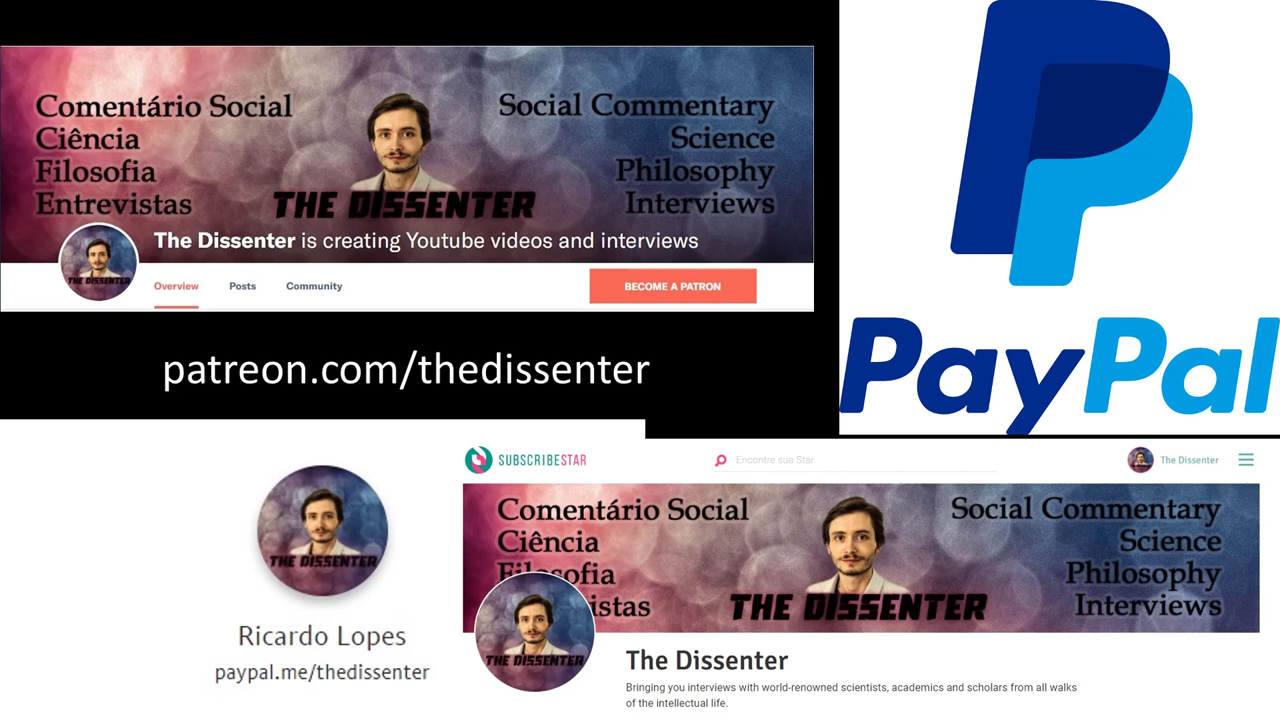 Comentário Social
Ciência
Filosofia
Entrevistas
Social Commentary
Science
Philosophy
Interviews
THE DISSENTER
The Dissenter is creating Youtube videos and interviews
THE DISSENTER
Overview Posts Community
BECOME A PATRON
patreon.com/thedissenter
PayPal
THE DISSENTER
Ricardo Lopes
paypal.me/thedissenter
SUBSCRIBESTAR
Encontre sua Star
The Dissenter
Comentário Social
Ciência
Filosofia
istas
Social Commentary
Science
Philosophy
Interviews
THE DISSENTER
THE DISSENTER
The Dissenter
Bringing you interviews with world-renowned scientists, academics and scholars from all walks
of the intellectual life.